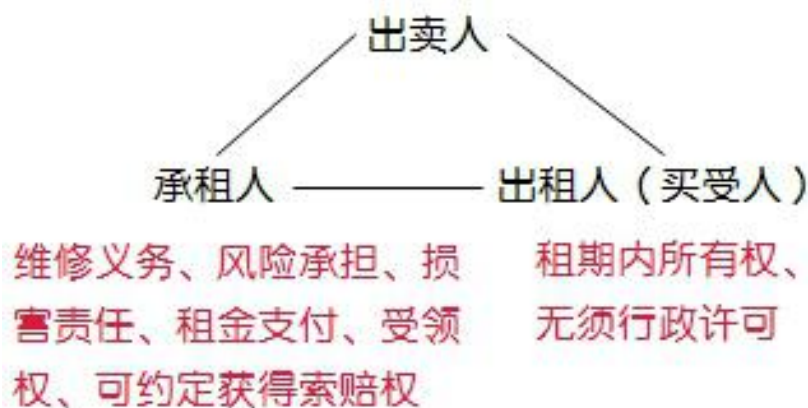 出卖人
承租人
出租人（买受人）
维修义务、风险承担、损
害责任、租金支付、受领
权、可约定获得索赔权
租期内所有权、
无须行政许可